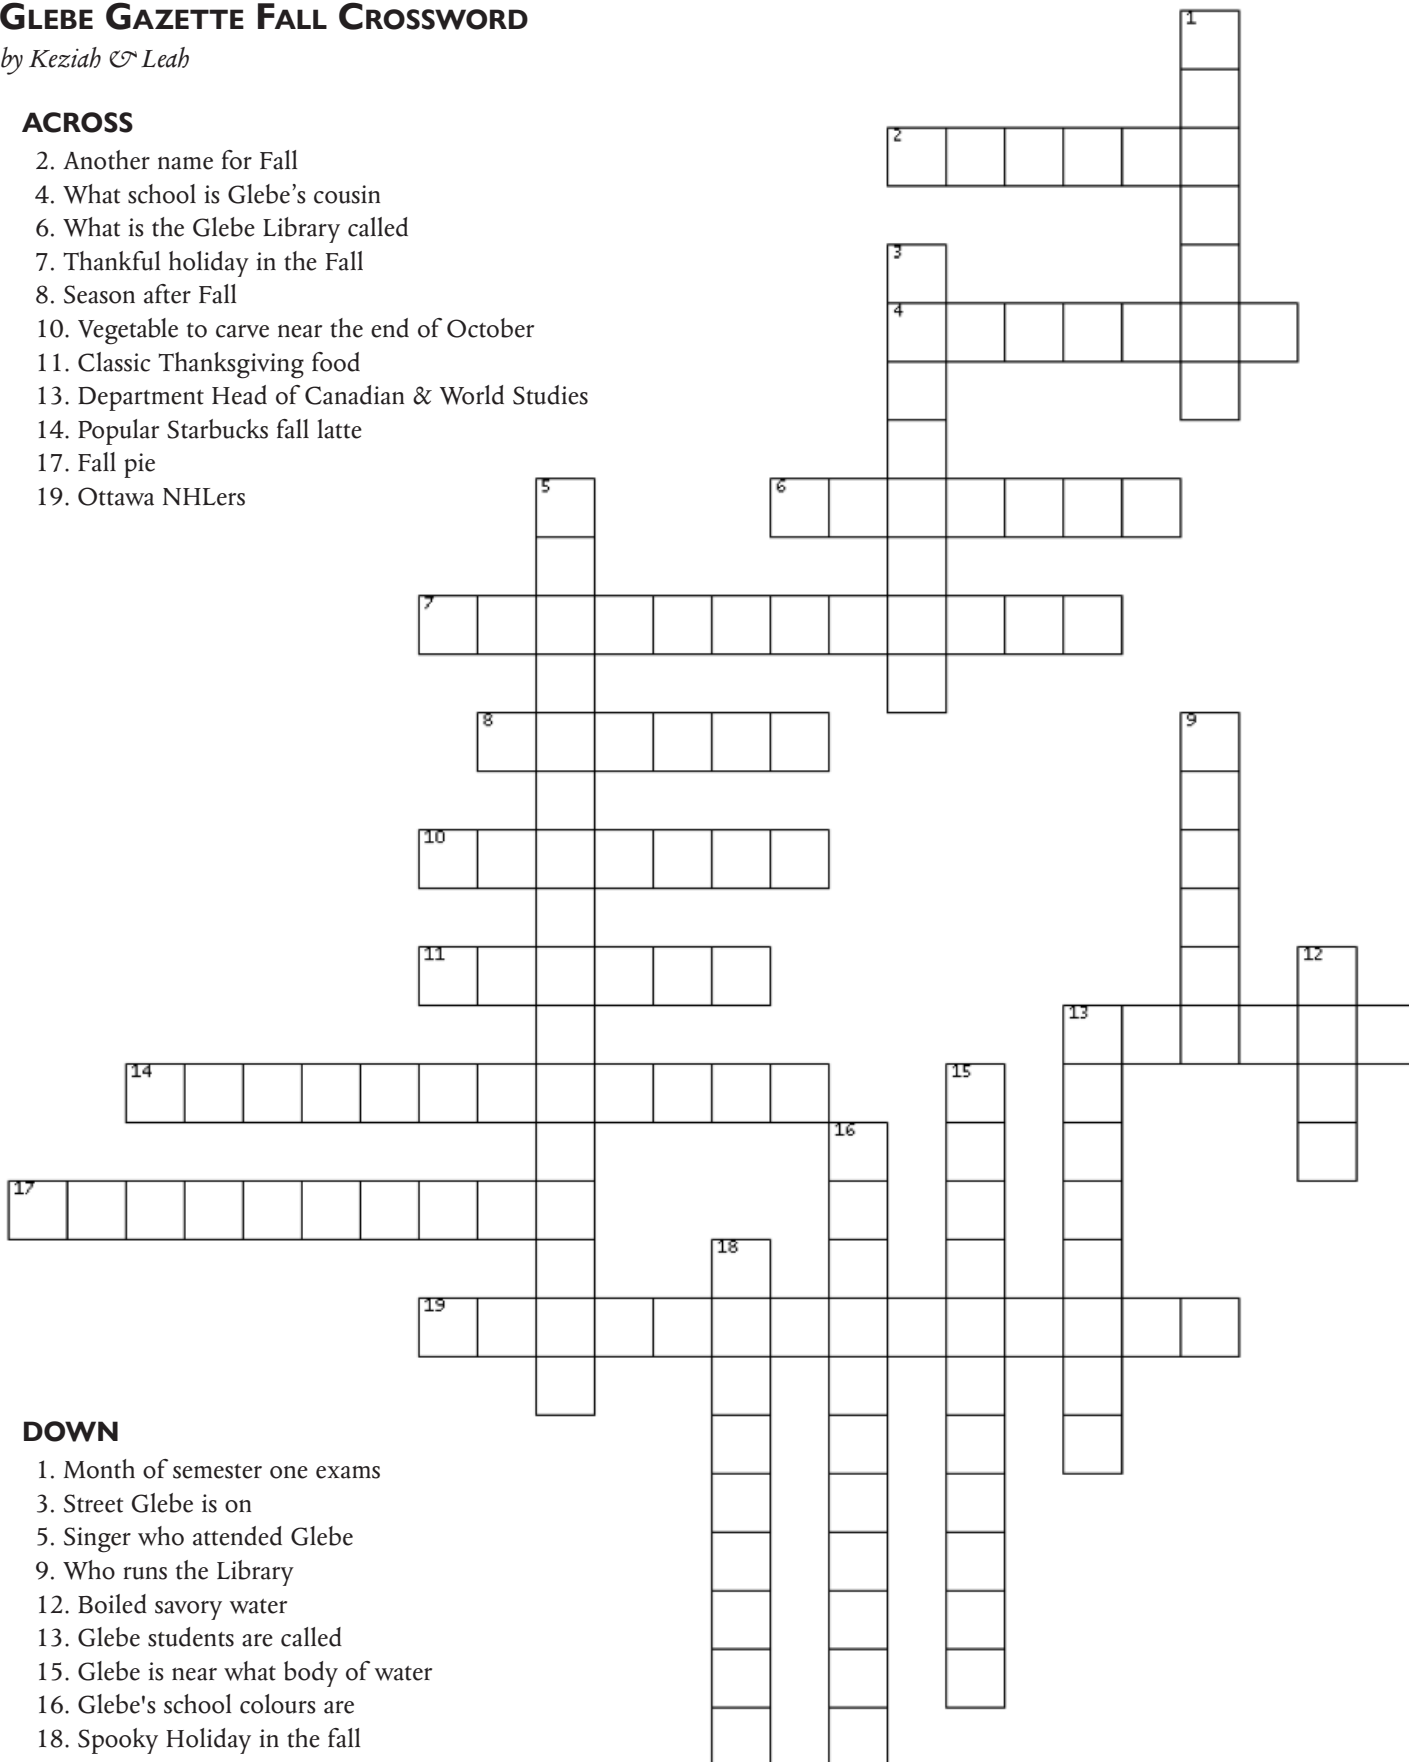 GLEBE GAZETTE FALL CROSSWORD
by Keziah & Leah
ACROSS
2. Another name for Fall
4. What school is Glebe’s cousin
6. What is the Glebe Library called
7. Thankful holiday in the Fall
8. Season after Fall
10. Vegetable to carve near the end of October
11. Classic Thanksgiving food
13. Department Head of Canadian & World Studies
14. Popular Starbucks fall latte
17. Fall pie
19. Ottawa NHLers
1
2
3
4
5
6
7
8
9
10
11
12
13
14
15
16
17
18
19
DOWN
1. Month of semester one exams
3. Street Glebe is on
5. Singer who attended Glebe
9. Who runs the Library
12. Boiled savory water
13. Glebe students are called
15. Glebe is near what body of water
16. Glebe's school colours are
18. Spooky Holiday in the fall